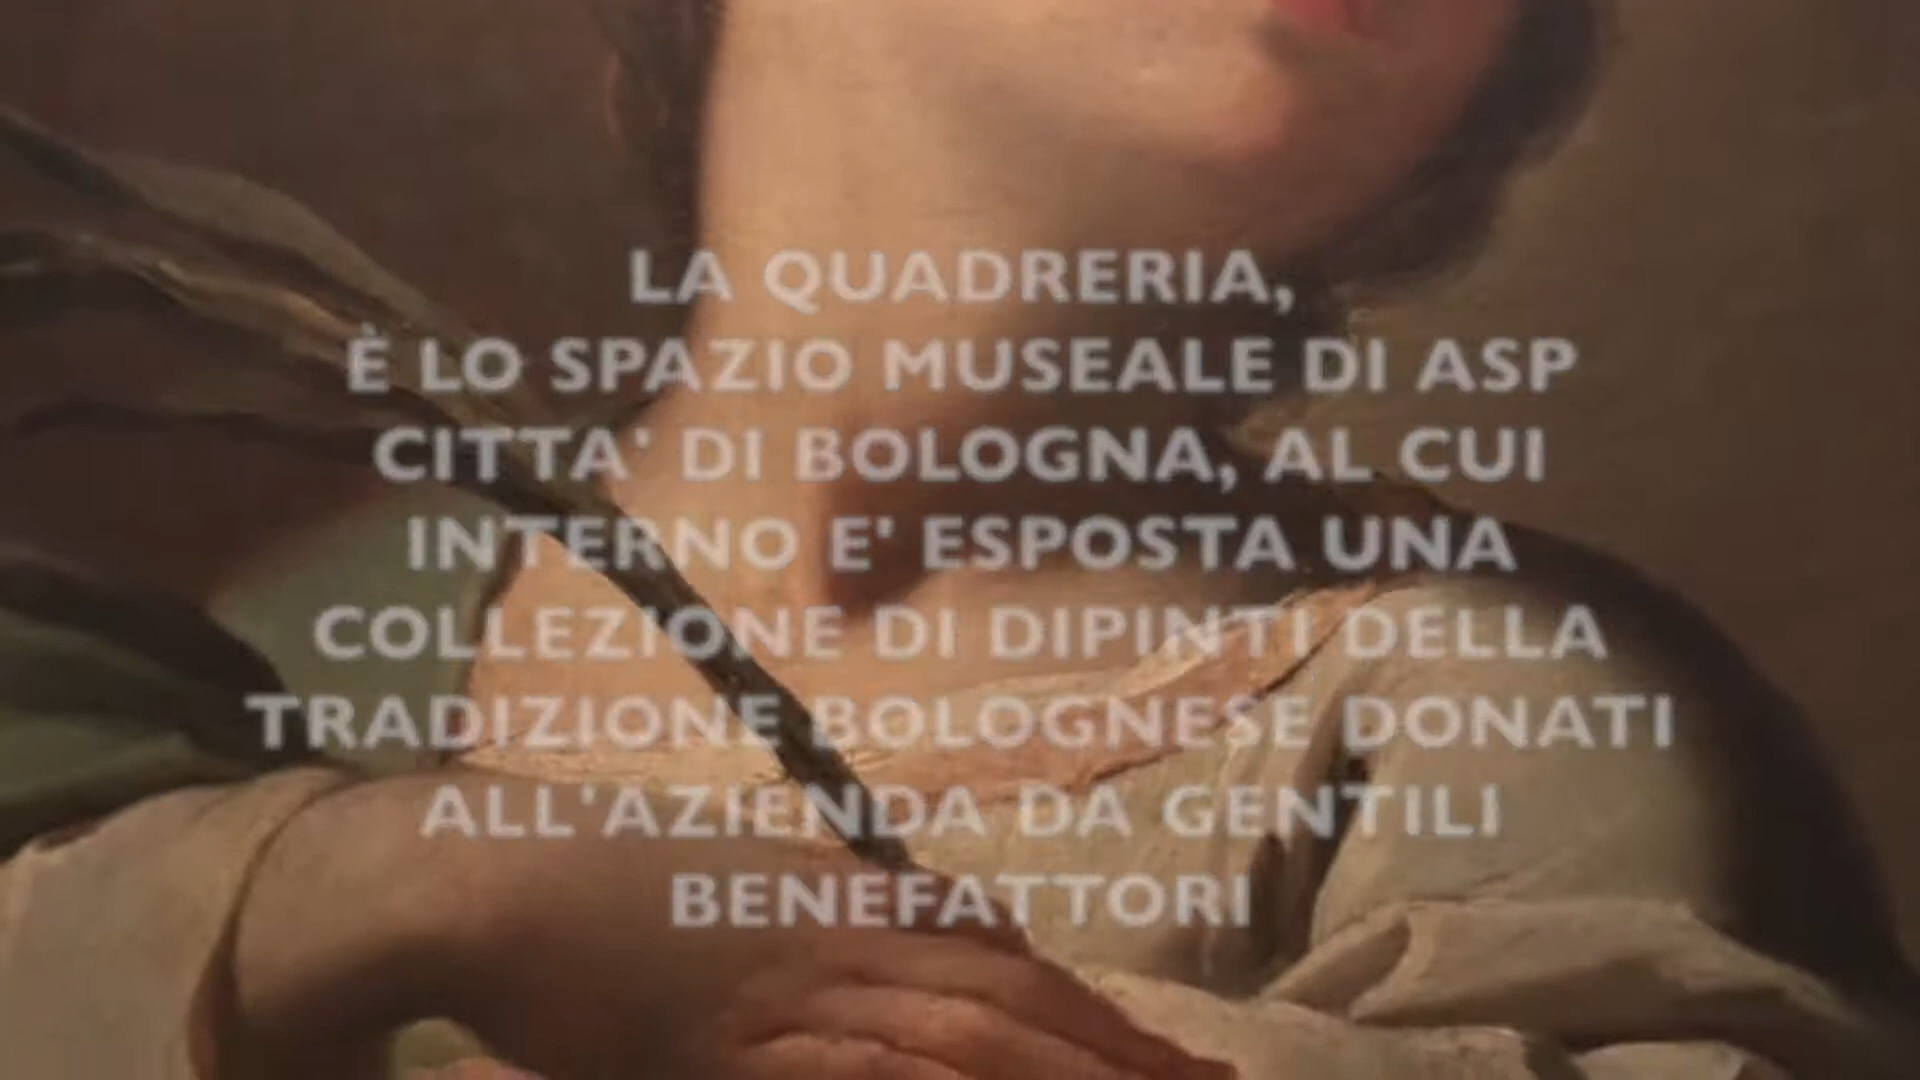 LA QUADRERIA,
È LO SPAZIO MUSEALE DI ASP
CITTA' DI BOLOGNA, AL CUI
INTERNO E' ESPOSTA UNA
COLLEZIONE DI DIPINTI DELLA
TRADIZIONE BOLOGNESE DONATI
ALL'AZIENDA DA GENTILI
BENEFATTORI